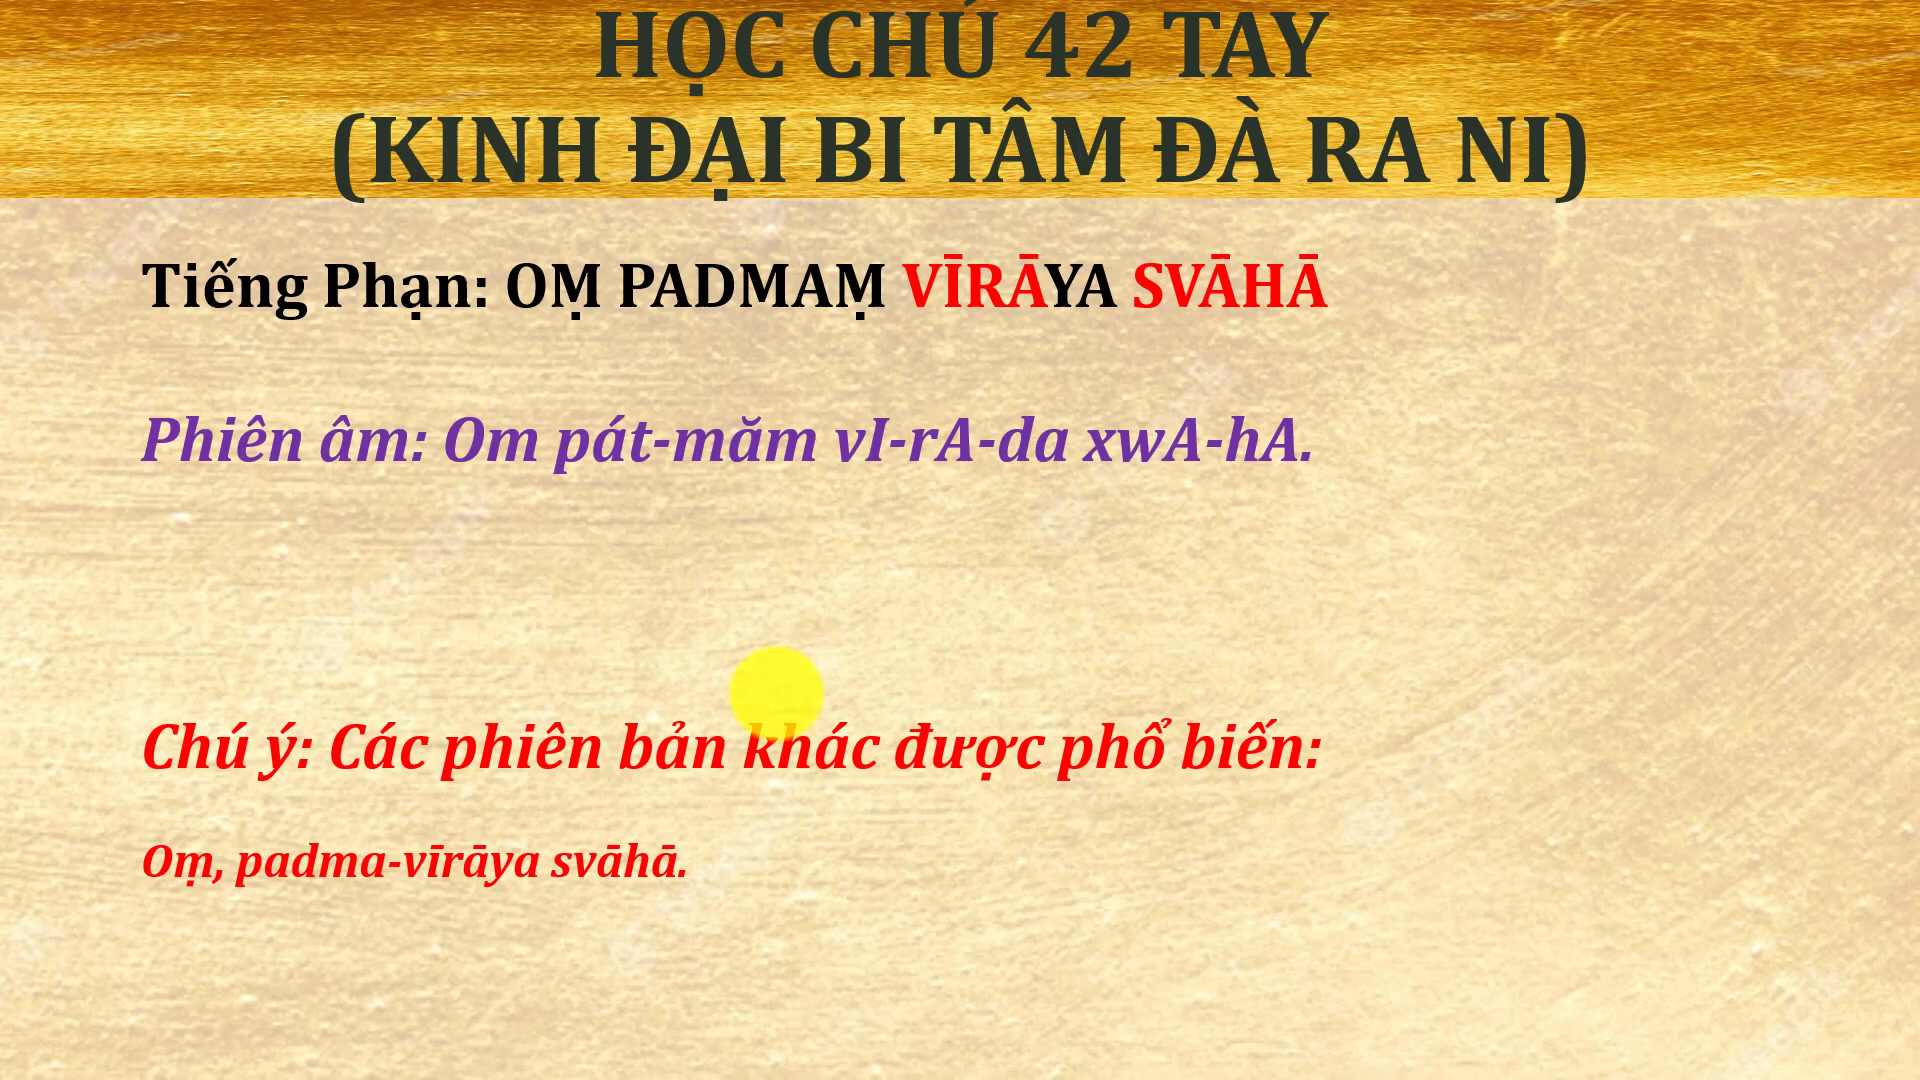 HỌC CHÚ 42 TAY
(KINH ĐẠI BI TÂM ĐÀ RA NI)
Tiếng Phạn: OṂ PADMAṂ VĪRĀYA SVĀHĀ
Phiên âm: Om pát-măm vI-rA-da xwA-hA.
Chú ý: Các phiên bản khác được phổ biến:
Oṃ, padma-vīrāya svāhā.